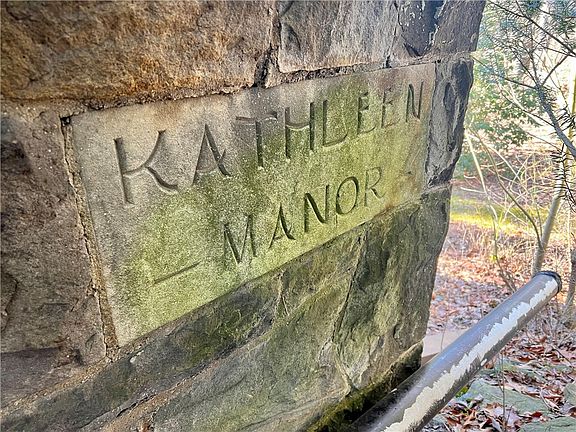 KATHLEEN
– MANOR –